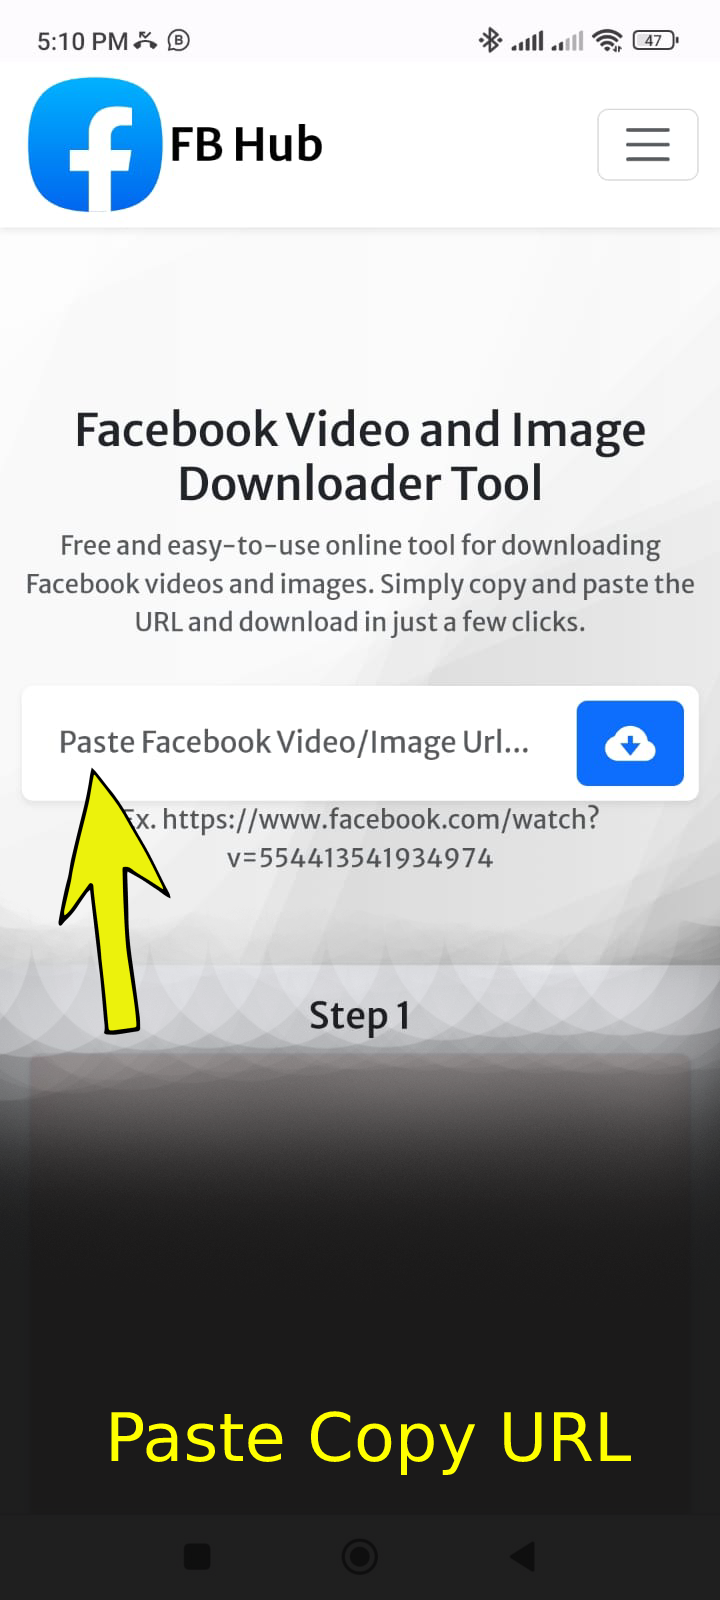 5:10 PM
47
FB Hub
Facebook Video and Image
Downloader Tool
Free and easy-to-use online tool for downloading
Facebook videos and images. Simply copy and paste the
URL and download in just a few clicks.
Paste Facebook Video/Image Url...
Ex. https://www.facebook.com/watch?
v=554413541934974
Step 1
Paste Copy URL